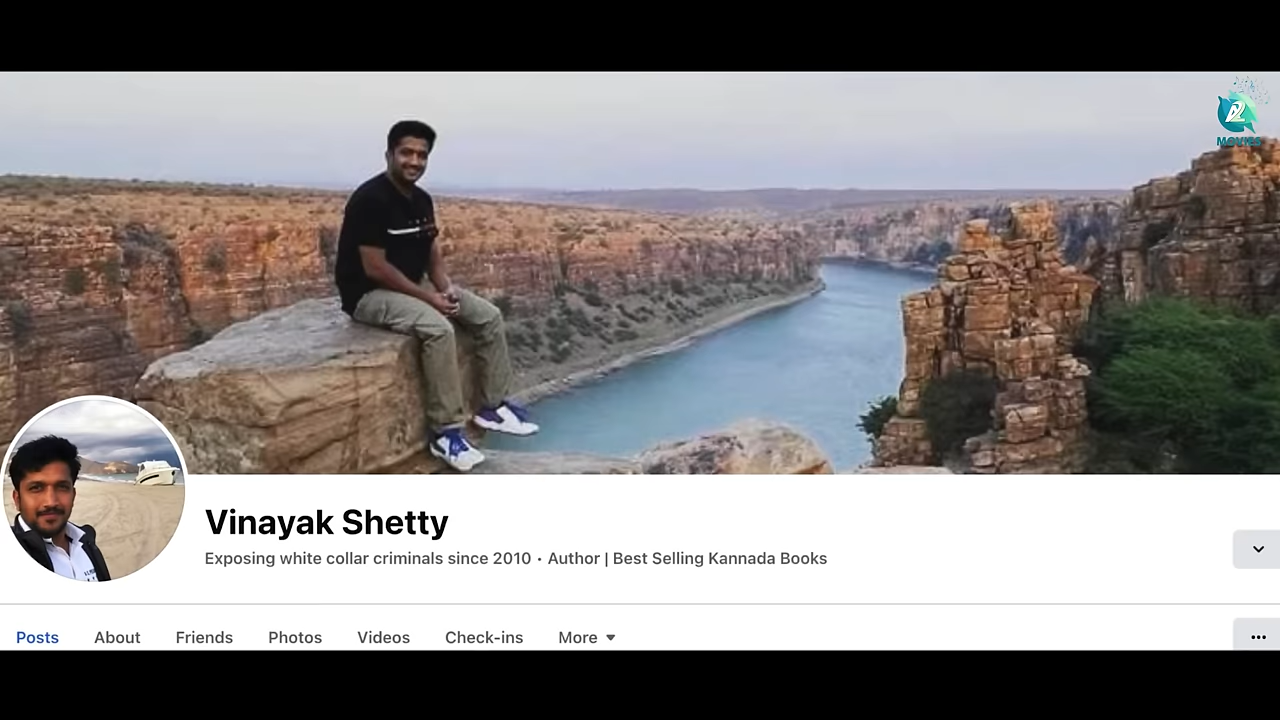 MOVIES
Vinayak Shetty
Exposing white collar criminals since 2010 · Author | Best Selling Kannada Books
Posts About Friends Photos Videos Check-ins More